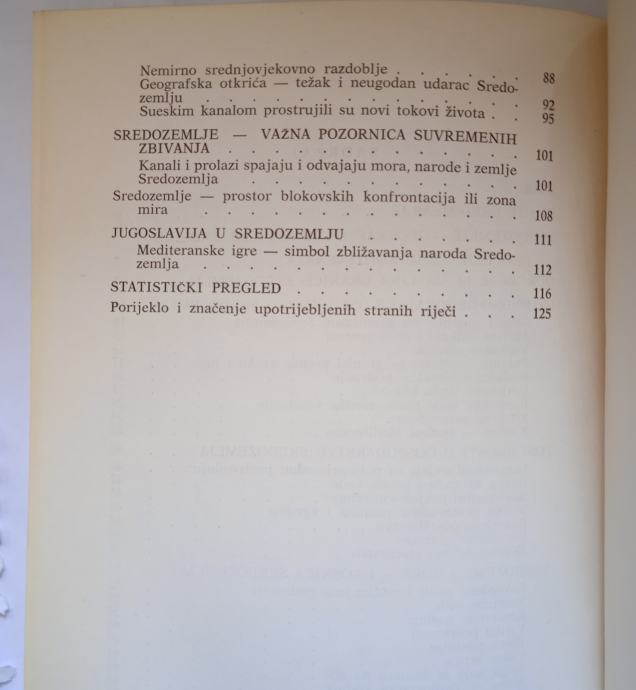 Nemirno srednjovjekovno razdoblje . . . . . . 88
Geografska otkrića — težak i neugodan udarac Sredo-
zemlju . . . . . . . . . . . . . . . 92
Sueskim kanalom prostrujili su novi tokovi života . . 95
SREDOZEMLJE — VAŽNA POZORNICA SUVREMENIH
ZBIVANJA . . . . . . . . . . . . . 101
Kanali i prolazi spajaju i odvajaju mora, narode i zemlje
Sredozemlja . . . . . . . . . . . . 101
Sredozemlje — prostor blokovskih konfrontacija ili zona
mira . . . . . . . . . . . . . . 108
JUGOSLAVIJA U SREDOZEMLJU . . . . . . . 111
Mediteranske igre — simbol zbližavanja naroda Sredo-
zemlja . . . . . . . . . . . . . . 112
STATISTIČKI PREGLED . . . . . . . . . . 116
Porijeklo i značenje upotrijebljenih stranih riječi . . . 125